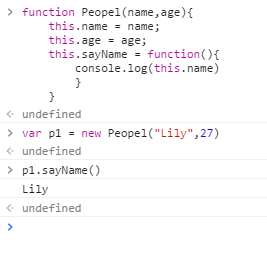 > function Peopel(name,age){
    this.name = name;
    this.age = age;
    this.sayName = function(){
        console.log(this.name)
        }
    }
undefined
> var p1 = new Peopel("Lily",27)
undefined
> p1.sayName()
Lily
undefined
>